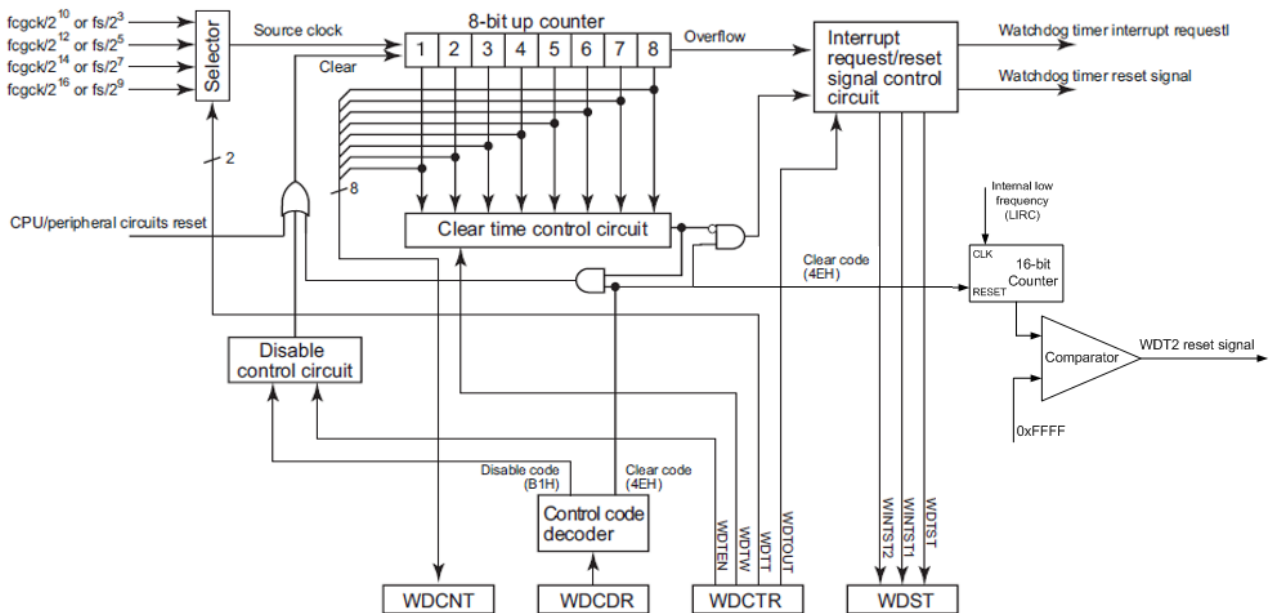 fcgck/2^10 or fs/2^3
fcgck/2^12 or fs/2^5
fcgck/2^14 or fs/2^7
fcgck/2^16 or fs/2^9
Selector
Source clock
Clear
8-bit up counter
1 2 3 4 5 6 7 8
Overflow
Interrupt
request/reset
signal control
circuit
Watchdog timer interrupt requestl
Watchdog timer reset signal
2
8
CPU/peripheral circuits reset
Clear time control circuit
Internal low
frequency
(LIRC)
Clear code
(4EH)
CLK
16-bit
Counter
RESET
Disable
control circuit
Comparator
WDT2 reset signal
0xFFFF
Disable code
(B1H)
Clear code
(4EH)
Control code
decoder
WDTEN
WDTW
WDTT
WDTOUT
WINTST2
WINTST1
WDTST
WDCNT
WDCDR
WDCTR
WDST